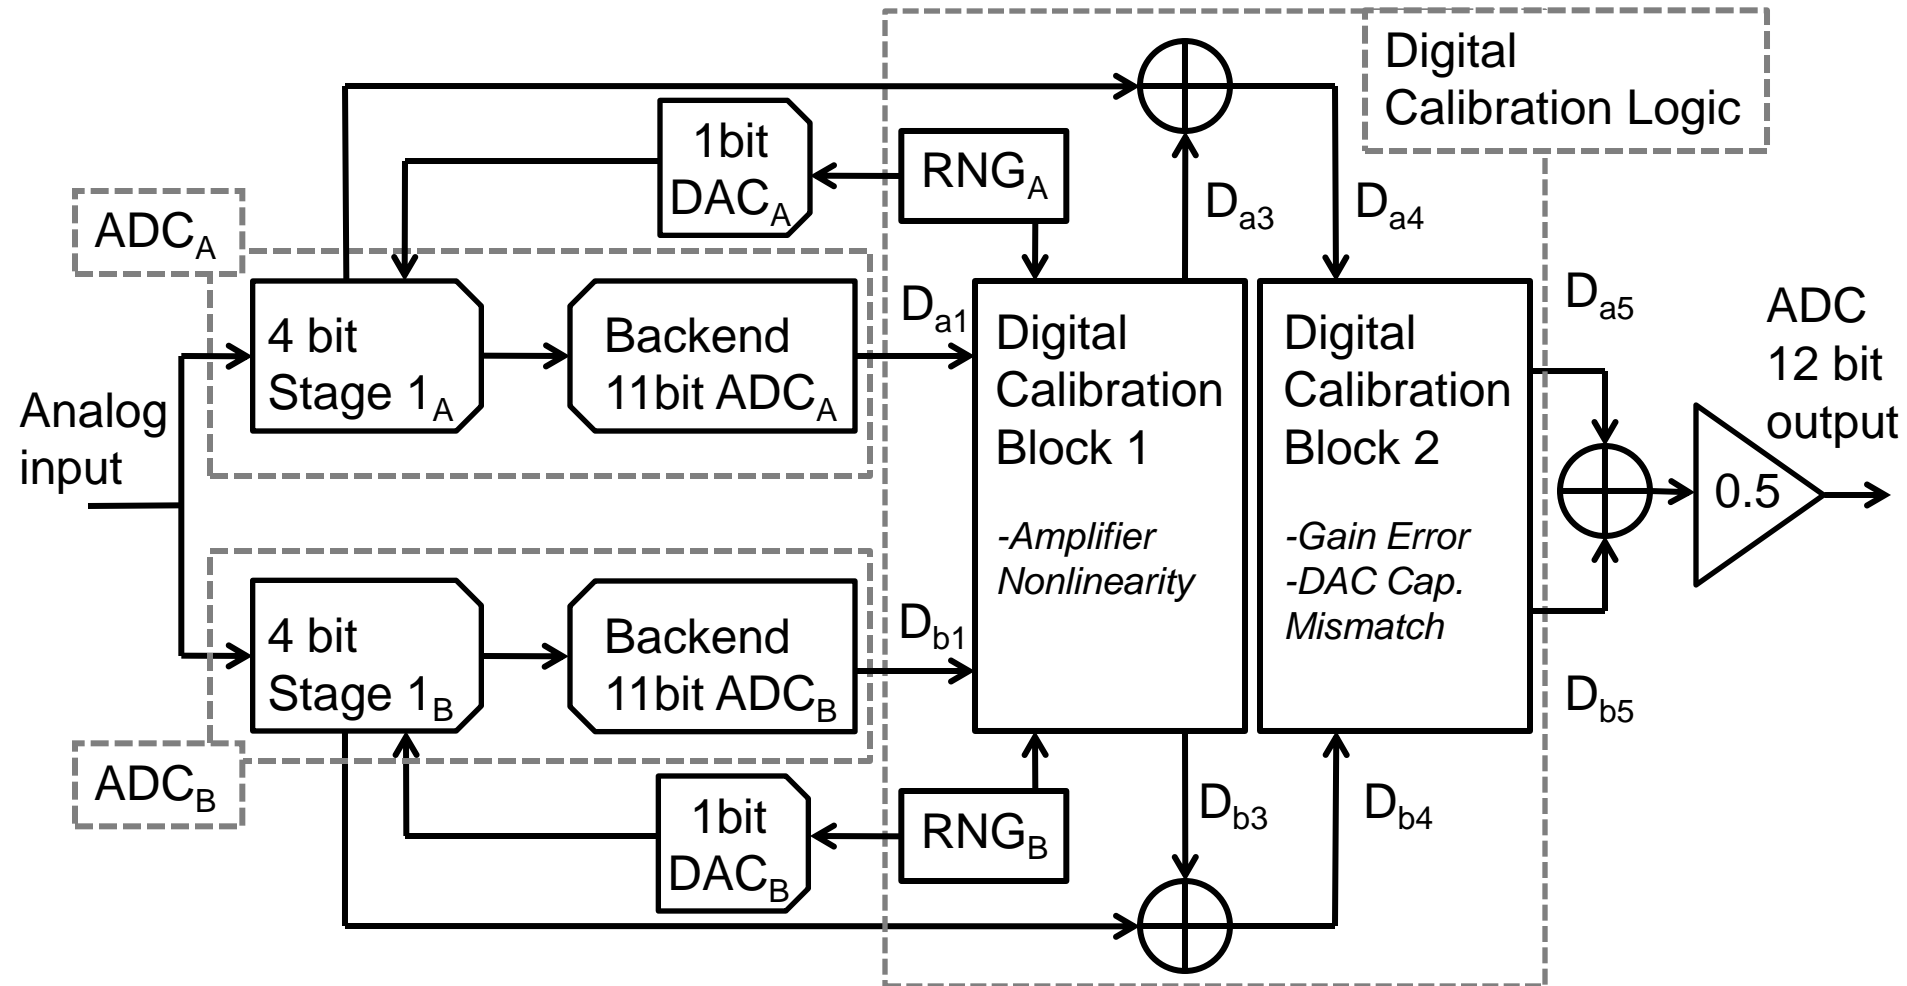 Digital
Calibration Logic
1bit
DAC_A
RNG_A
D_a3
D_a4
ADC_A
D_a5
4 bit
Stage 1_A
Backend
11bit ADC_A
D_a1
Digital
Calibration
Block 1
-Amplifier
Nonlinearity
Digital
Calibration
Block 2
-Gain Error
-DAC Cap.
Mismatch
ADC
12 bit
output
Analog
input
0.5
4 bit
Stage 1_B
Backend
11bit ADC_B
D_b1
D_b5
ADC_B
1bit
DAC_B
RNG_B
D_b3
D_b4